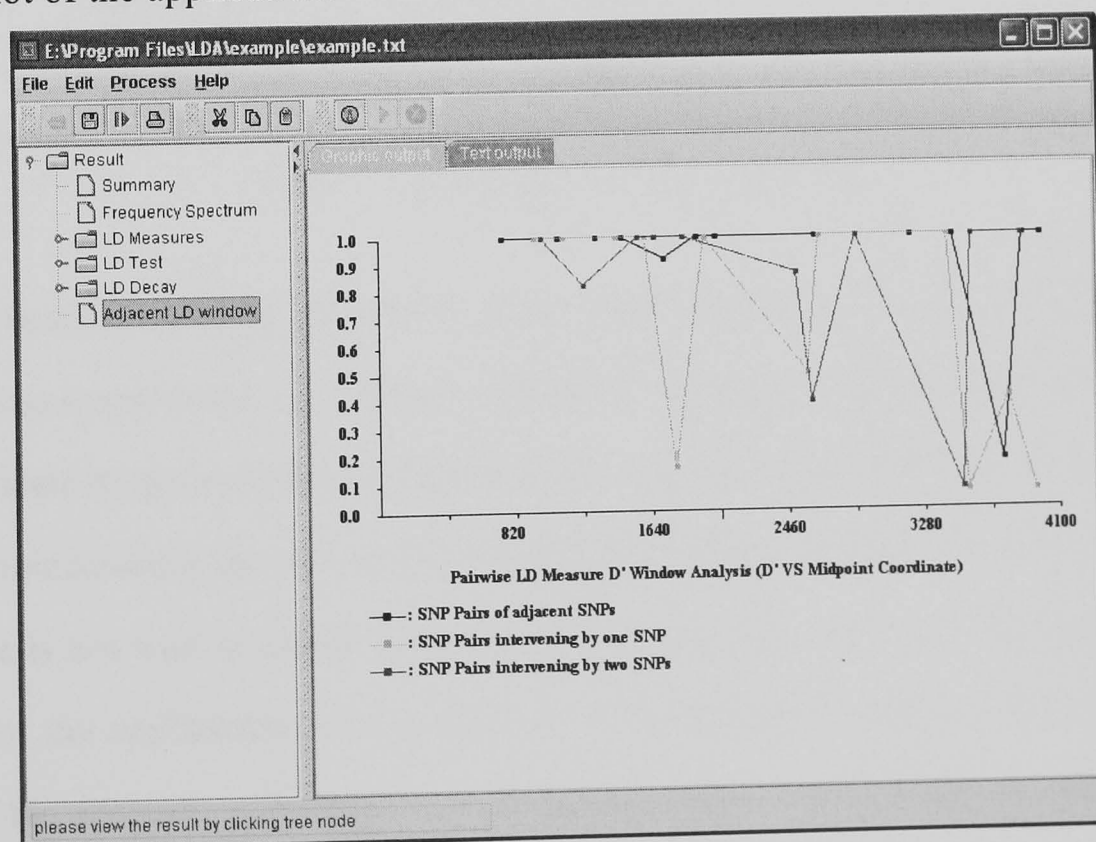 E:\Program Files\LDA\example\example.txt
File Edit Process Help
Result
Summary
Frequency Spectrum
LD Measures
LD Test
LD Decay
Adjacent LD window
Graphic output Text output
1.0
0.9
0.8
0.7
0.6
0.5
0.4
0.3
0.2
0.1
0.0
820 1640 2460 3280 4100
Pairwise LD Measure D' Window Analysis (D' VS Midpoint Coordinate)
: SNP Pairs of adjacent SNPs
: SNP Pairs intervening by one SNP
: SNP Pairs intervening by two SNPs
please view the result by clicking tree node